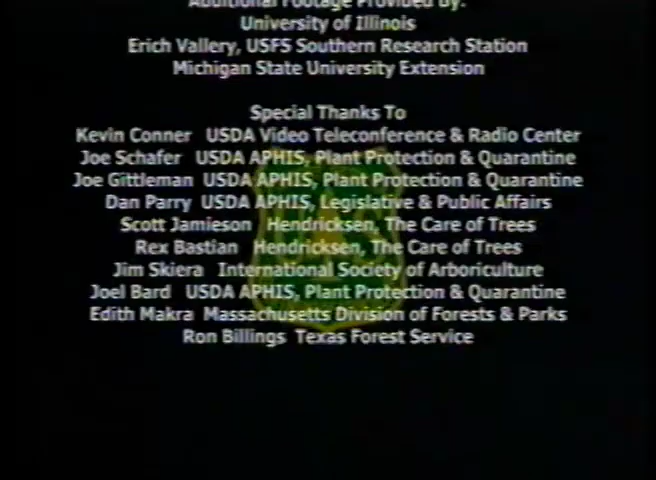 Additional Footage Provided By:
University of Illinois
Erich Vallery, USFS Southern Research Station
Michigan State University Extension
Special Thanks To
Kevin Conner USDA Video Teleconference & Radio Center
Joe Schafer USDA APHIS, Plant Protection & Quarantine
Joe Gittleman USDA APHIS, Plant Protection & Quarantine
Dan Parry USDA APHIS, Legislative & Public Affairs
Scott Jamieson Hendricksen, The Care of Trees
Rex Bastian Hendricksen, The Care of Trees
Jim Skiera International Society of Arboriculture
Joel Bard USDA APHIS, Plant Protection & Quarantine
Edith Makra Massachusetts Division of Forests & Parks
Ron Billings Texas Forest Service